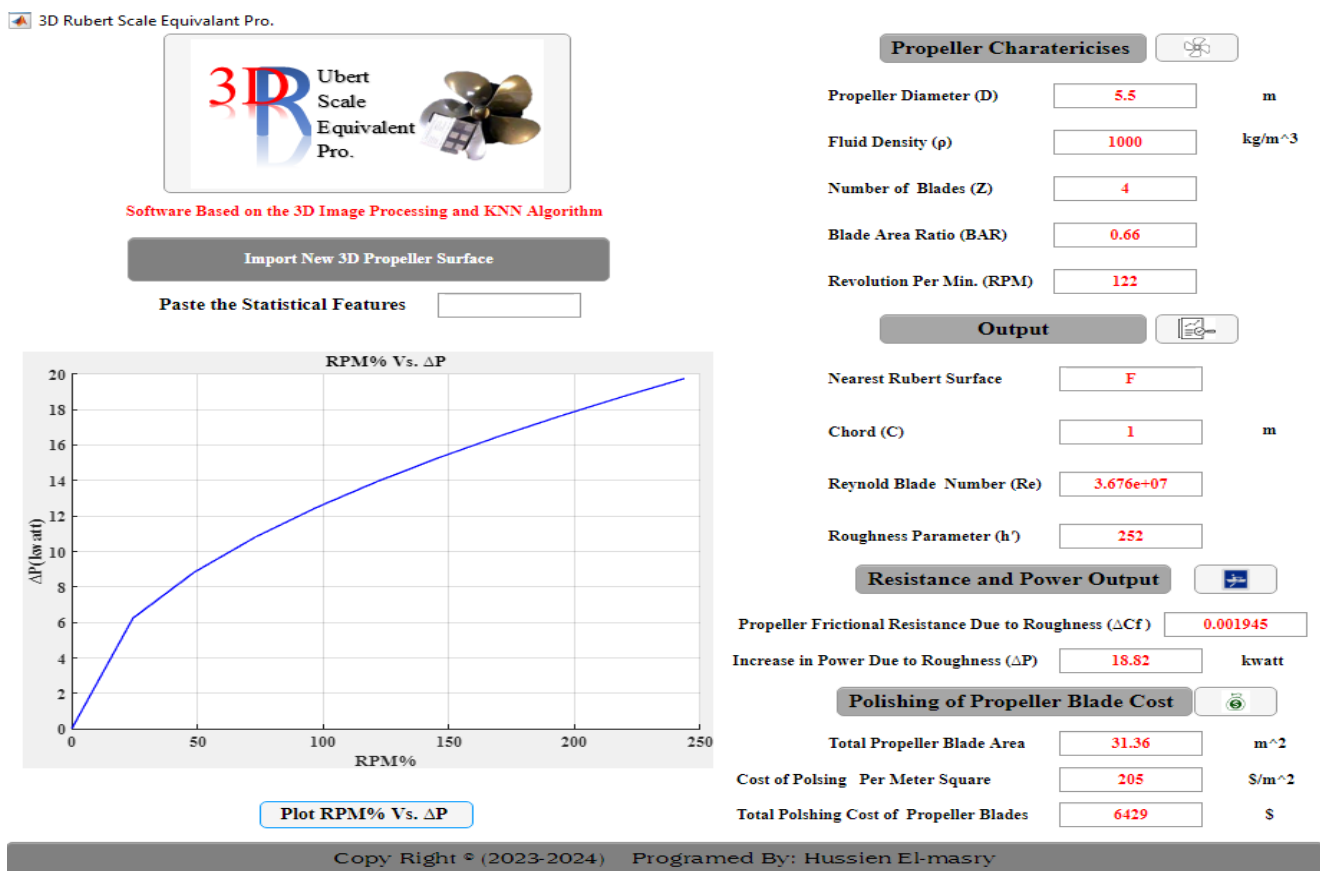 3D Rubert Scale Equivalant Pro.
3D R Ubert
Scale
Equivalent
Pro.
Software Based on the 3D Image Processing and KNN Algorithm
Import New 3D Propeller Surface
Paste the Statistical Features
RPM% Vs. ΔP
20
18
16
14
12
10
8
6
4
2
0
ΔP(kwatt)
0 50 100 150 200 250
RPM%
Plot RPM% Vs. ΔP
Propeller Charatericises
Propeller Diameter (D) 5.5 m
Fluid Density (ρ) 1000 kg/m^3
Number of Blades (Z) 4
Blade Area Ratio (BAR) 0.66
Revolution Per Min. (RPM) 122
Output
Nearest Rubert Surface F
Chord (C) 1 m
Reynold Blade Number (Re) 3.676e+07
Roughness Parameter (h') 252
Resistance and Power Output
Propeller Frictional Resistance Due to Roughness (ΔCf ) 0.001945
Increase in Power Due to Roughness (ΔP) 18.82 kwatt
Polishing of Propeller Blade Cost
Total Propeller Blade Area 31.36 m^2
Cost of Polsing Per Meter Square 205 $/m^2
Total Polshing Cost of Propeller Blades 6429 $
Copy Right © (2023-2024) Programed By: Hussien El-masry